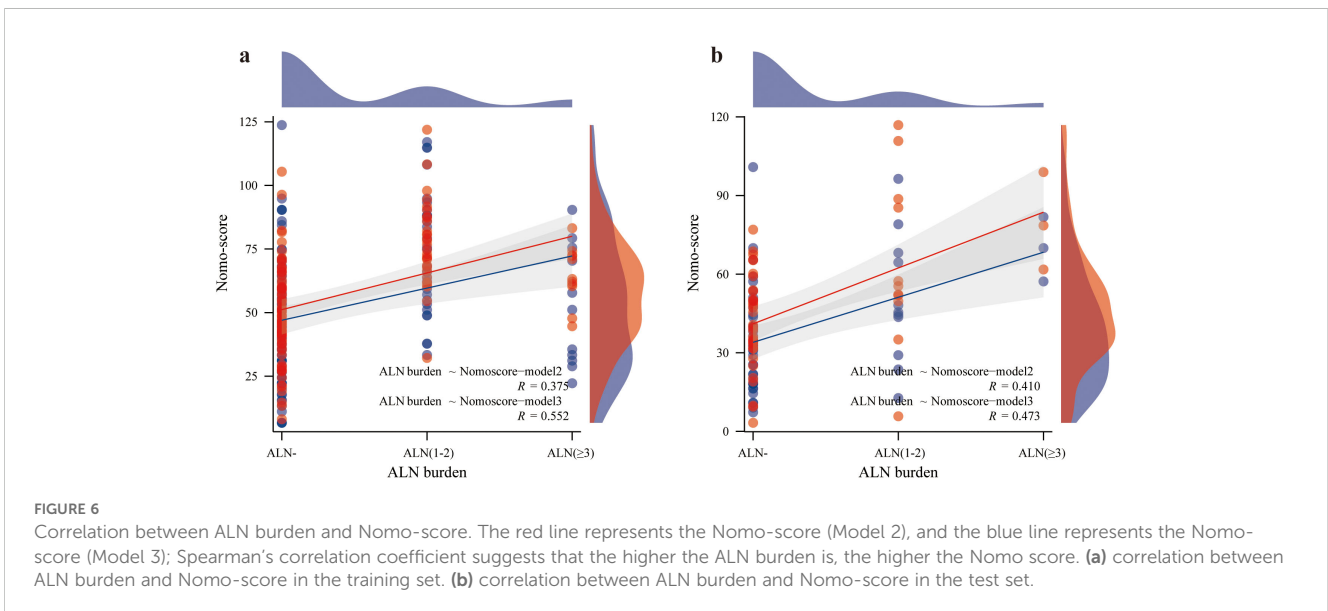 a
125
100
75
50
25
Nomo-score
ALN burden ~ Nomoscore−model2
R = 0.375
ALN burden ~ Nomoscore−model3
R = 0.552
ALN- ALN(1-2) ALN(≥3)
ALN burden
b
120
90
60
30
0
Nomo-score
ALN burden ~ Nomoscore−model2
R = 0.410
ALN burden ~ Nomoscore−model3
R = 0.473
ALN- ALN(1-2) ALN(≥3)
ALN burden
FIGURE 6
Correlation between ALN burden and Nomo-score. The red line represents the Nomo-score (Model 2), and the blue line represents the Nomo-
score (Model 3); Spearman's correlation coefficient suggests that the higher the ALN burden is, the higher the Nomo score. (a) correlation between
ALN burden and Nomo-score in the training set. (b) correlation between ALN burden and Nomo-score in the test set.